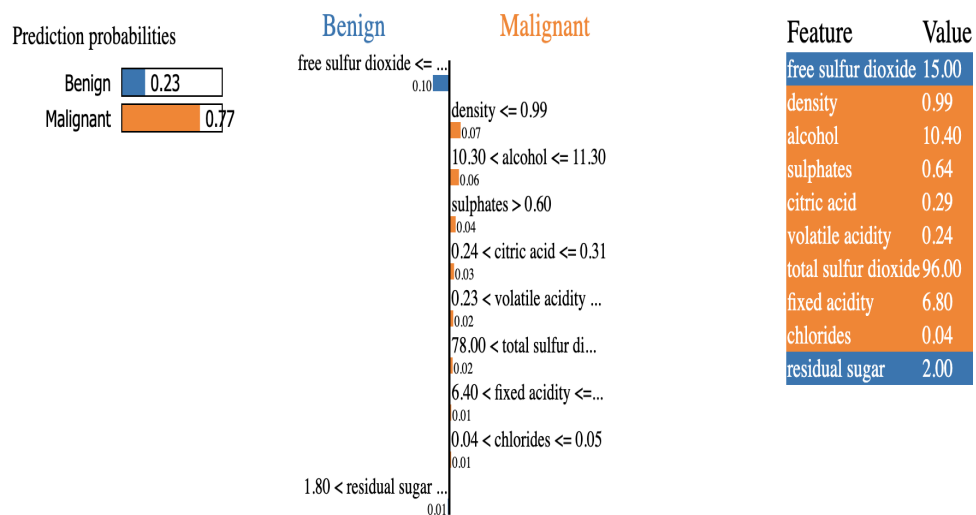 Prediction probabilities
Benign 0.23
Malignant 0.77
Benign Malignant
free sulfur dioxide <= ...
0.10
density <= 0.99
0.07
10.30 < alcohol <= 11.30
0.06
sulphates > 0.60
0.04
0.24 < citric acid <= 0.31
0.03
0.23 < volatile acidity ...
0.02
78.00 < total sulfur di...
0.02
6.40 < fixed acidity <=...
0.01
0.04 < chlorides <= 0.05
0.01
1.80 < residual sugar ...
0.01
Feature Value
free sulfur dioxide 15.00
density 0.99
alcohol 10.40
sulphates 0.64
citric acid 0.29
volatile acidity 0.24
total sulfur dioxide 96.00
fixed acidity 6.80
chlorides 0.04
residual sugar 2.00